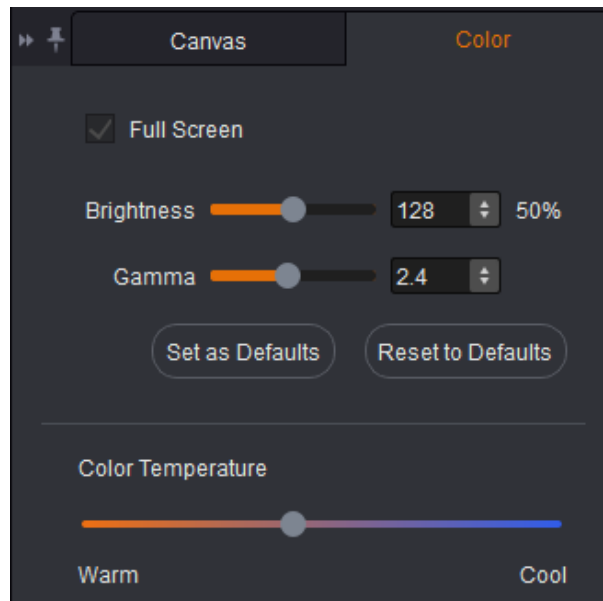 Canvas Color
Full Screen
Brightness 128 50%
Gamma 2.4
Set as Defaults Reset to Defaults
Color Temperature
Warm Cool